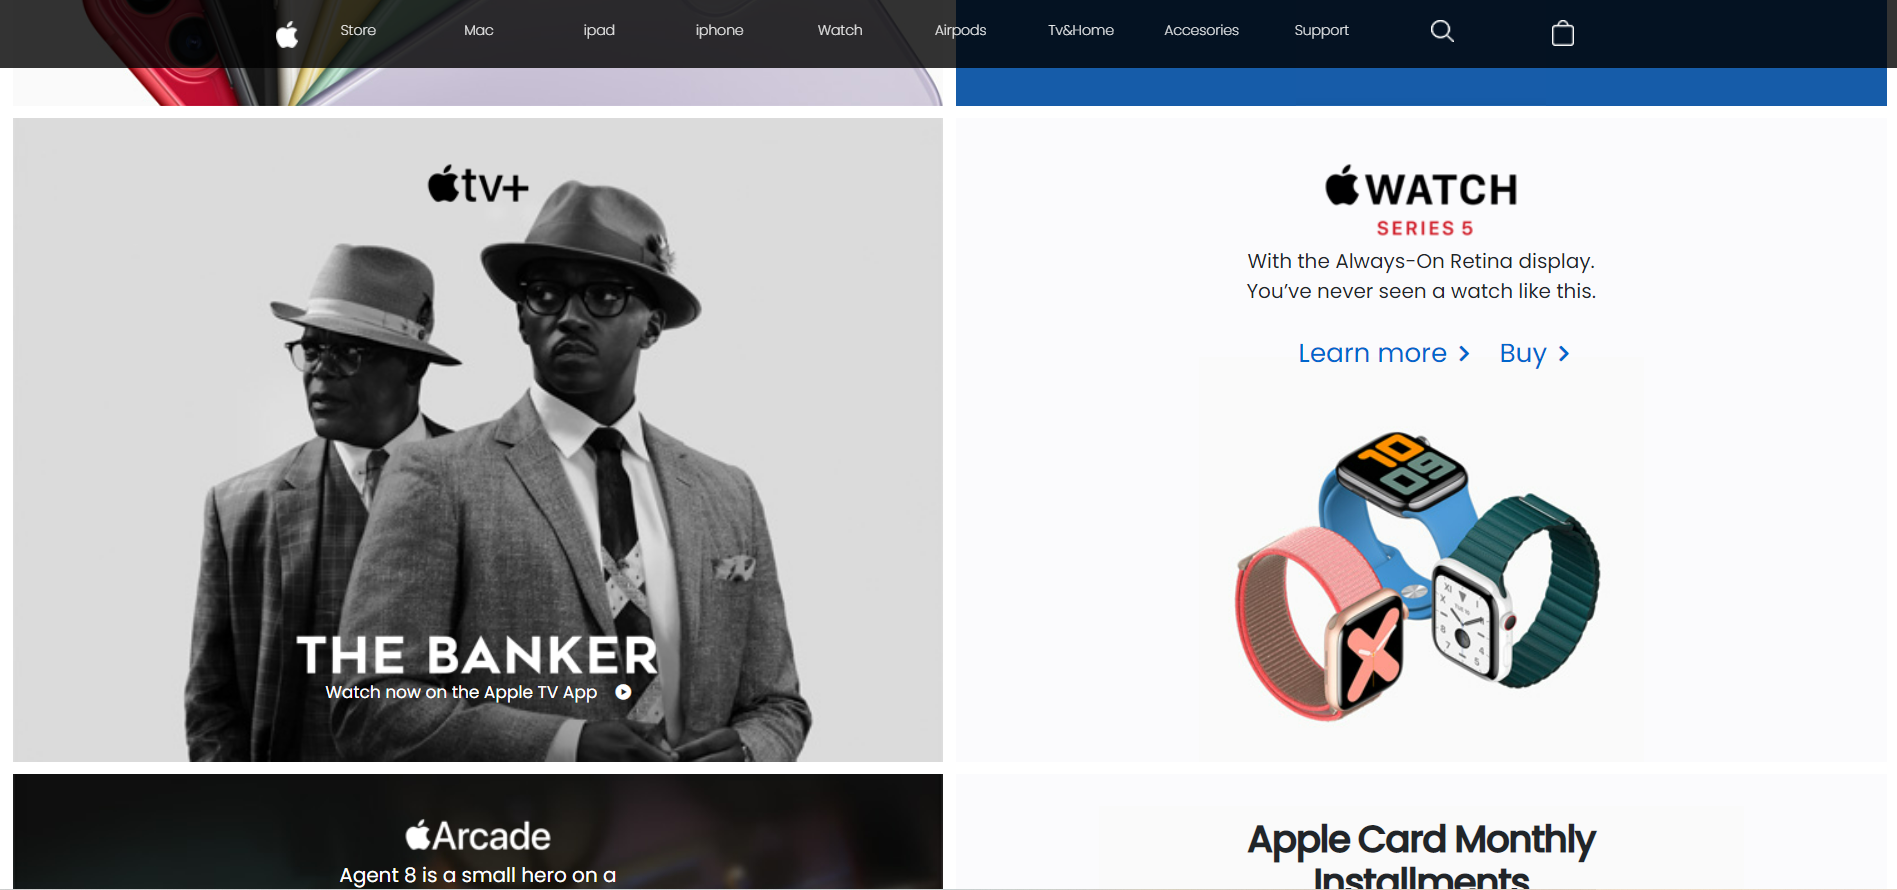 Store Mac ipad iphone Watch Airpods Tv&Home Accesories Support
tv+
THE BANKER
Watch now on the Apple TV App
WATCH
SERIES 5
With the Always-On Retina display.
You've never seen a watch like this.
Learn more Buy
10
09
Arcade
Agent 8 is a small hero on a
Apple Card Monthly
Installments